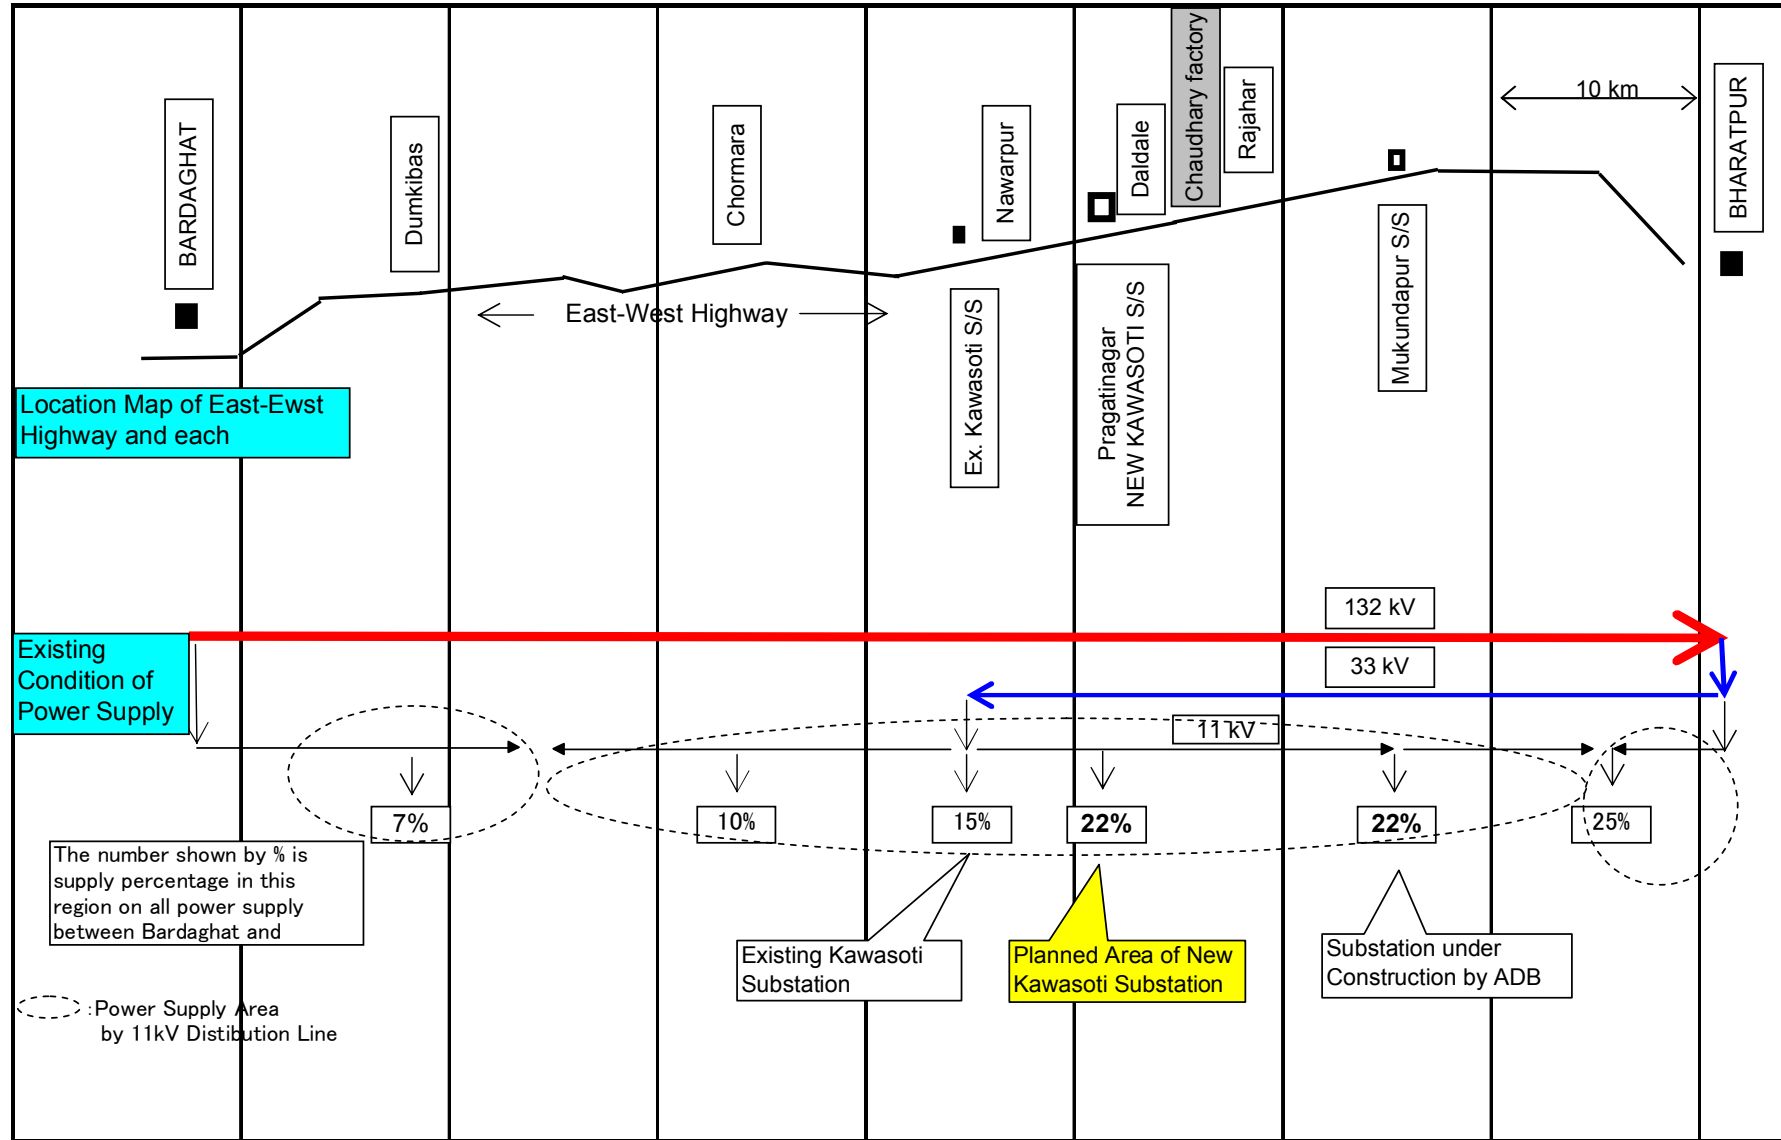 BARDAGHAT
Dumkibas
Chormara
Nawarpur
Daldale
Chaudhary factory
Rajahar
10 km
BHARATPUR
East-West Highway
Ex. Kawasoti S/S
Pragatinagar
NEW KAWASOTI S/S
Mukundapur S/S
Location Map of East-Ewst
Highway and each
132 kV
33 kV
Existing
Condition of
Power Supply
11 kV
7%
10%
15%
22%
22%
25%
The number shown by % is
supply percentage in this
region on all power supply
between Bardaghat and
Existing Kawasoti
Substation
Planned Area of New
Kawasoti Substation
Substation under
Construction by ADB
:Power Supply Area
by 11kV Distibution Line